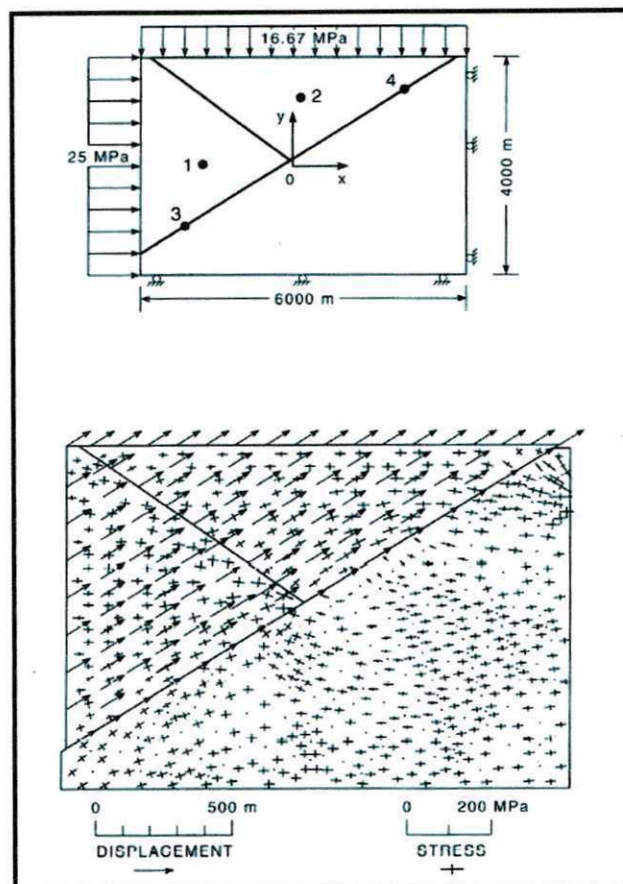 16.67 MPa
4
2
y
1
25 MPa
0
x
3
4000 m
6000 m
0 500 m
0 200 MPa
DISPLACEMENT
STRESS